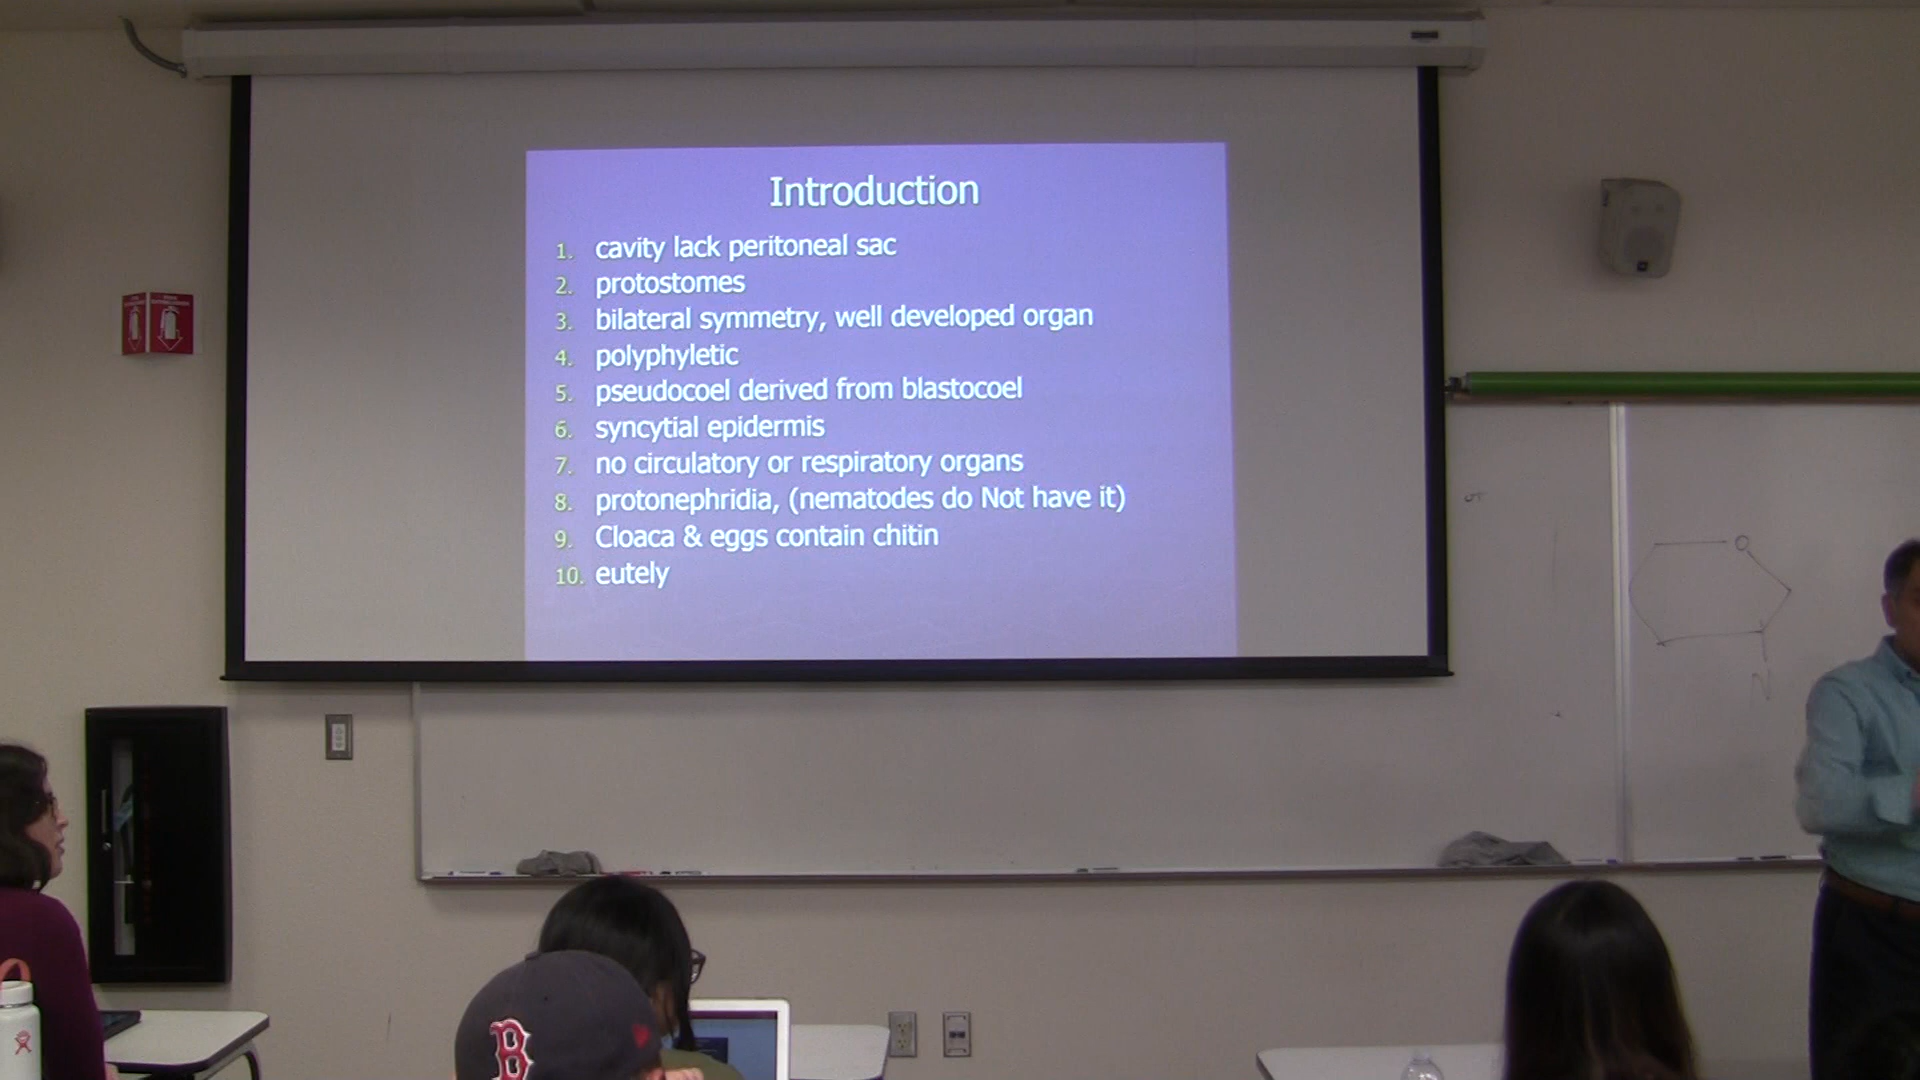 Introduction
1. cavity lack peritoneal sac
2. protostomes
3. bilateral symmetry, well developed organ
4. polyphyletic
5. pseudocoel derived from blastocoel
6. syncytial epidermis
7. no circulatory or respiratory organs
8. protonephridia, (nematodes do Not have it)
9. Cloaca & eggs contain chitin
10. eutely
N
B